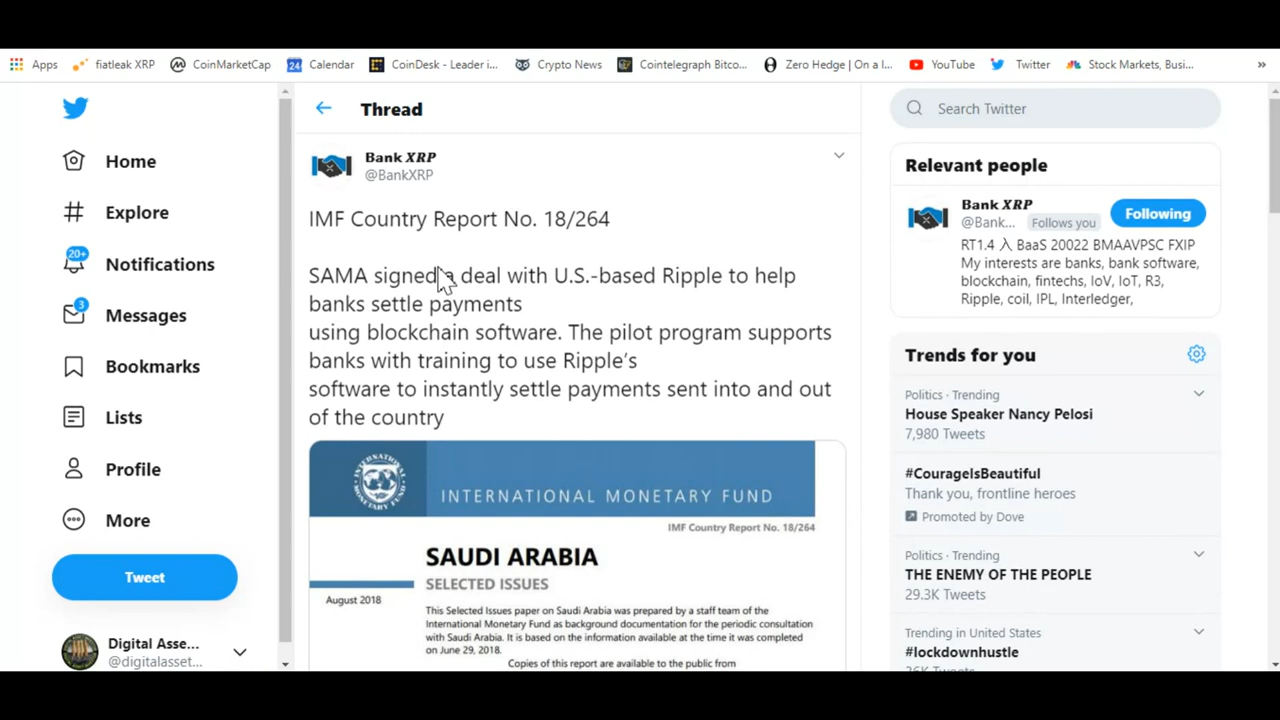 Apps
fiatleak XRP
CoinMarketCap
24
Calendar
CoinDesk - Leader i...
Crypto News
Cointelegraph Bitco...
Zero Hedge | On a l...
YouTube
Twitter
Stock Markets, Busi...
»
Home
Explore
20+
Notifications
3
Messages
Bookmarks
Lists
Profile
More
Tweet
Digital Asse...
@digitalasset...
Thread
Bank XRP
@BankXRP
IMF Country Report No. 18/264
SAMA signed a deal with U.S.-based Ripple to help
banks settle payments
using blockchain software. The pilot program supports
banks with training to use Ripple's
software to instantly settle payments sent into and out
of the country
INTERNATIONAL MONETARY FUND
IMF Country Report No. 18/264
SAUDI ARABIA
SELECTED ISSUES
August 2018
This Selected Issues paper on Saudi Arabia was prepared by a staff team of the
International Monetary Fund as background documentation for the periodic consultation
with Saudi Arabia. It is based on the information available at the time it was completed
on June 29, 2018.
Copies of this report are available to the public from
Search Twitter
Relevant people
Bank XRP
@Bank... Follows you
Following
RT1.4 入 BaaS 20022 BMAAVPSC FXIP
My interests are banks, bank software,
blockchain, fintechs, IoV, IoT, R3,
Ripple, coil, IPL, Interledger,
Trends for you
Politics · Trending
House Speaker Nancy Pelosi
7,980 Tweets
#CourageIsBeautiful
Thank you, frontline heroes
Promoted by Dove
Politics · Trending
THE ENEMY OF THE PEOPLE
29.3K Tweets
Trending in United States
#lockdownhustle